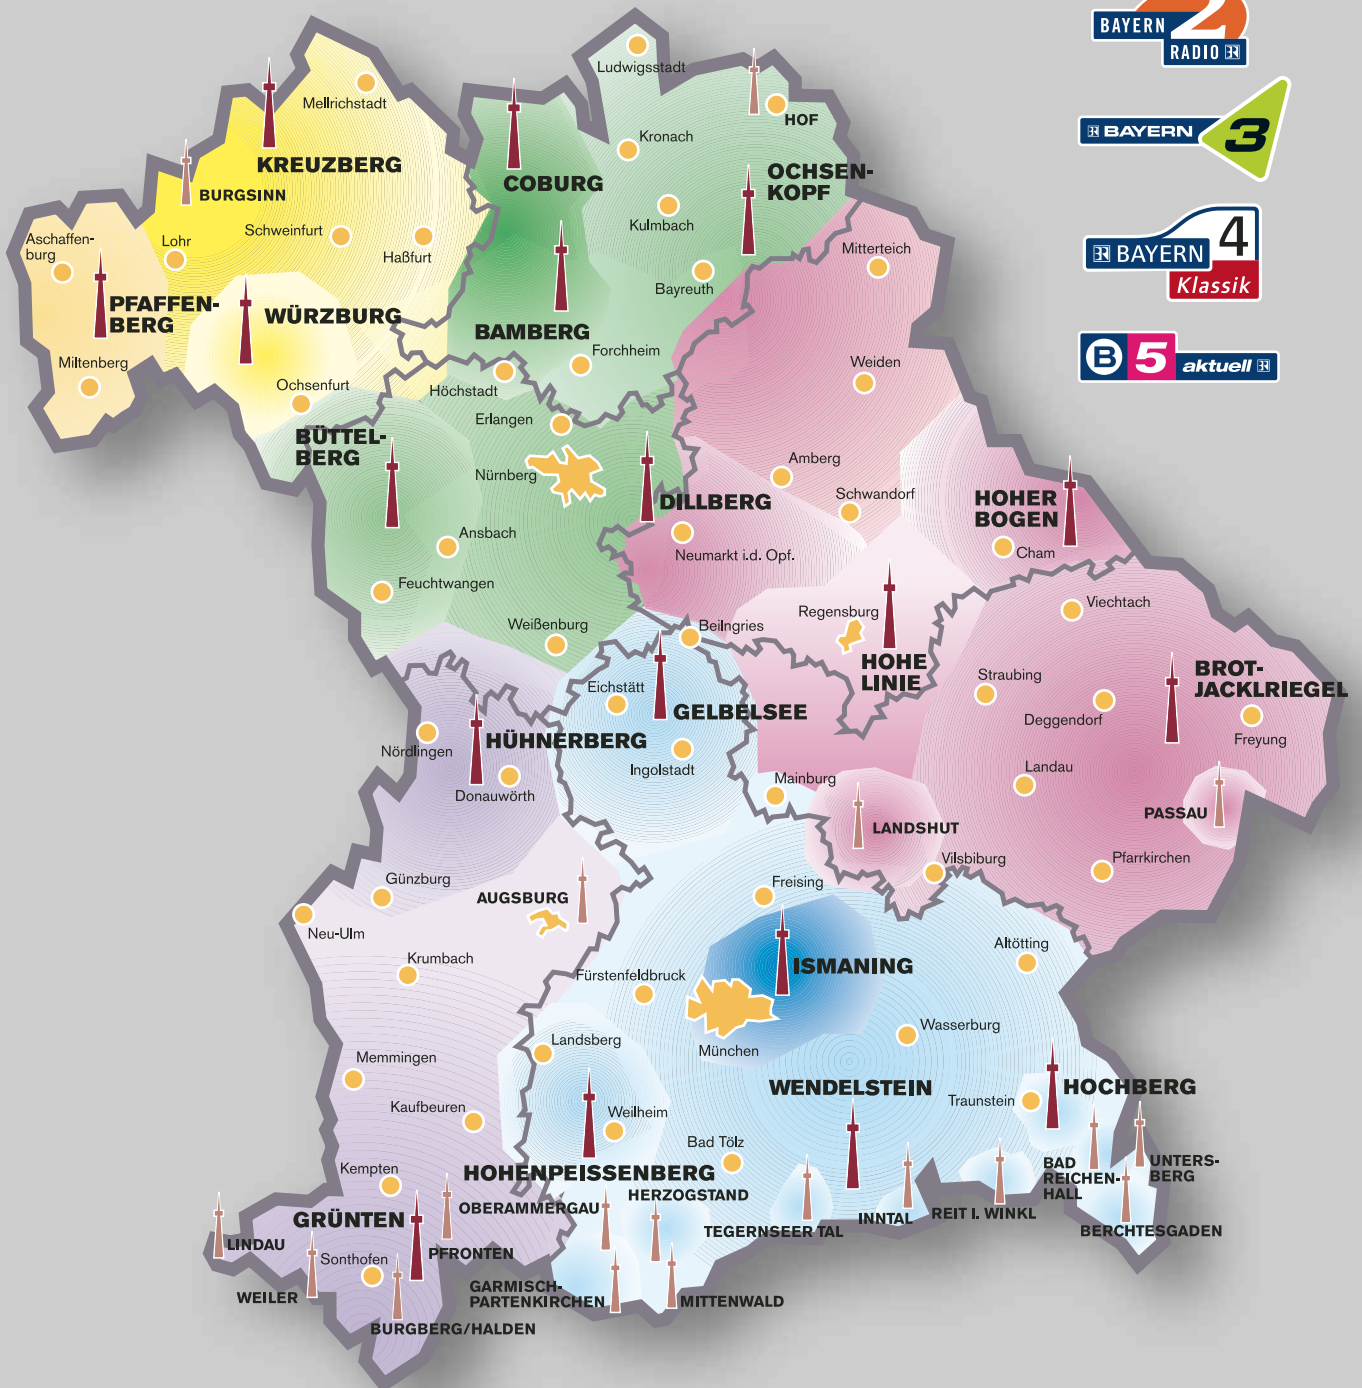 BAYERN 2
RADIO
BAYERN 3
BAYERN 4
Klassik
B 5 aktuell
Ludwigsstadt
Mellrichstadt
HOF
Kronach
KREUZBERG
BURGSINN
COBURG
OCHSEN-
KOPF
Kulmbach
Schweinfurt
Haßfurt
Lohr
Aschaffen-
burg
Mitterteich
Bayreuth
PFAFFEN-
BERG
WÜRZBURG
BAMBERG
Forchheim
Miltenberg
Weiden
Ochsenfurt
Höchstadt
Erlangen
BÜTTEL-
BERG
Nürnberg
Amberg
Schwandorf
DILLBERG
HOHER
BOGEN
Ansbach
Neumarkt i.d. Opf.
Cham
Feuchtwangen
Viechtach
Regensburg
Weißenburg
Beilngries
HOHE
LINIE
Straubing
BROT-
JACKLRIEGEL
Eichstätt
GELBELSEE
Deggendorf
Freyung
Nördlingen
HÜHNERBERG
Ingolstadt
Landau
Donauwörth
Mainburg
PASSAU
LANDSHUT
Vilsbiburg
Pfarrkirchen
Günzburg
AUGSBURG
Freising
Neu-Ulm
Altötting
Krumbach
Fürstenfeldbruck
ISMANING
Wasserburg
Landsberg
München
Memmingen
WENDELSTEIN
HOCHBERG
Traunstein
Kaufbeuren
Weilheim
Bad Tölz
Kempten
HOHENPEISSENBERG
BAD
REICHEN-
HALL
UNTERS-
BERG
HERZOGSTAND
OBERAMMERGAU
GRÜNTEN
TEGERNSEER TAL
INNTAL
REIT I. WINKL
BERCHTESGADEN
LINDAU
PFRONTEN
Sonthofen
WEILER
GARMISCH-
PARTENKIRCHEN
MITTENWALD
BURGBERG/HALDEN